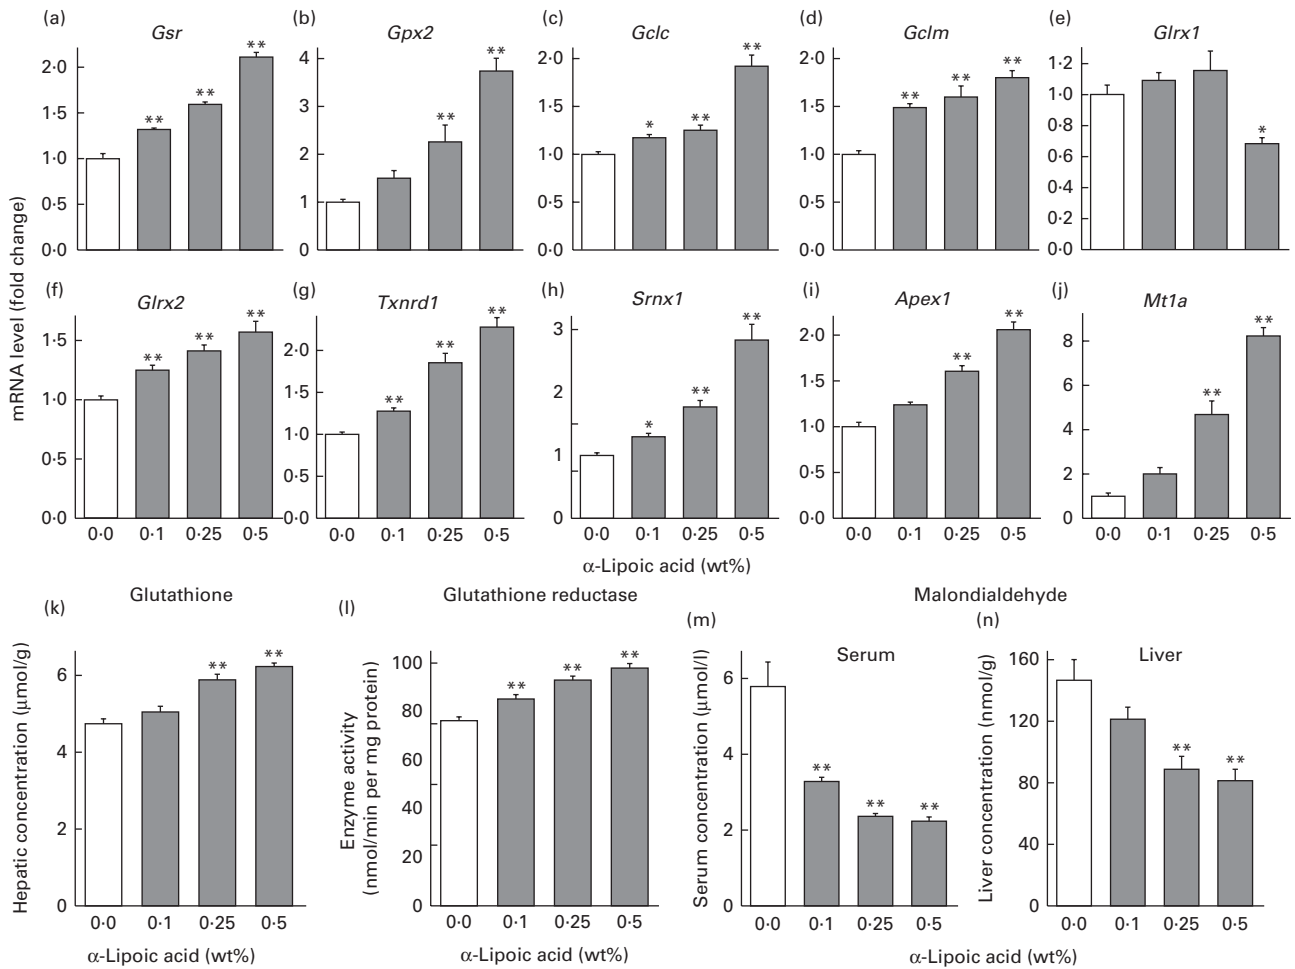 (a) Gsr
2·0
1·5
1·0
0·5
0·0
** ** **
(b) Gpx2
4
3
2
1
0
** **
(c) Gclc
2·0
1·5
1·0
0·5
0·0
* ** **
(d) Gclm
2·0
1·5
1·0
0·5
0·0
** ** **
(e) Glrx1
1·2
1·0
0·8
0·6
0·4
0·2
0·0
*
mRNA level (fold change)
(f) Glrx2
1·5
1·0
0·5
0·0
** ** **
0·0 0·1 0·25 0·5
(g) Txnrd1
2·0
1·5
1·0
0·5
0·0
** ** **
0·0 0·1 0·25 0·5
(h) Srnx1
3
2
1
0
* ** **
0·0 0·1 0·25 0·5
(i) Apex1
2·0
1·5
1·0
0·5
0·0
** **
0·0 0·1 0·25 0·5
(j) Mt1a
8
6
4
2
0
** **
0·0 0·1 0·25 0·5
α-Lipoic acid (wt%)
(k) Glutathione
Hepatic concentration (μmol/g)
6
4
2
0
** **
0·0 0·1 0·25 0·5
α-Lipoic acid (wt%)
(l) Glutathione reductase
Enzyme activity
(nmol/min per mg protein)
100
80
60
40
20
0
** ** **
0·0 0·1 0·25 0·5
Malondialdehyde
(m) Serum
Serum concentration (μmol/l)
6
4
2
0
** ** **
0·0 0·1 0·25 0·5
(n) Liver
Liver concentration (nmol/g)
160
120
80
40
0
** **
0·0 0·1 0·25 0·5
α-Lipoic acid (wt%)